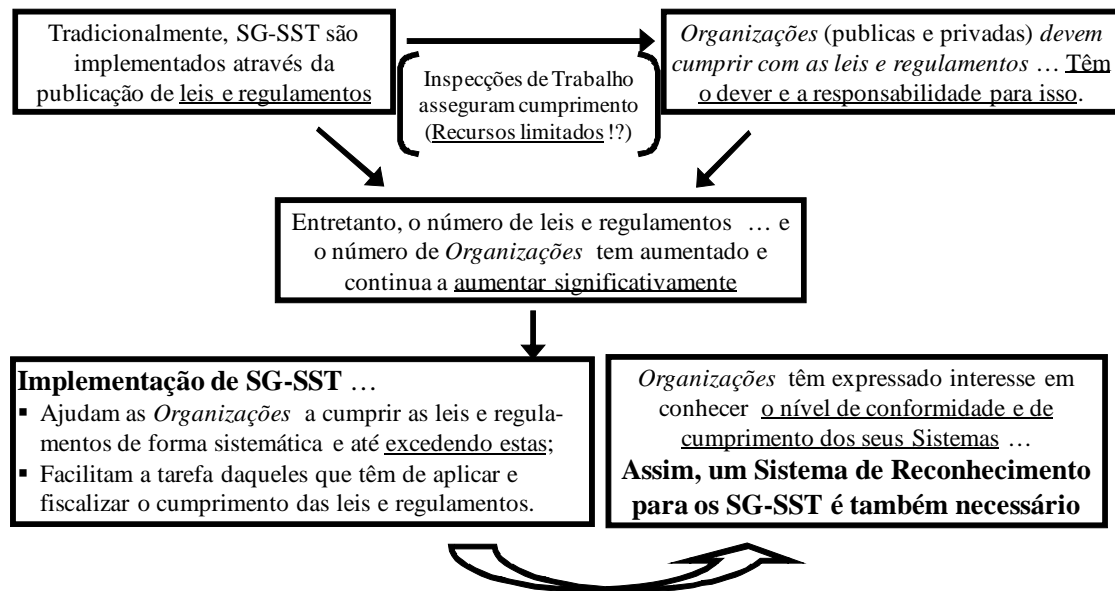 Tradicionalmente, SG-SST são
implementados através da
publicação de leis e regulamentos
Inspecções de Trabalho
asseguram cumprimento
(Recursos limitados !?)
Organizações (publicas e privadas) devem
cumprir com as leis e regulamentos … Têm
o dever e a responsabilidade para isso.
Entretanto, o número de leis e regulamentos … e
o número de Organizações tem aumentado e
continua a aumentar significativamente
Implementação de SG-SST …
▪ Ajudam as Organizações a cumprir as leis e regula-
mentos de forma sistemática e até excedendo estas;
▪ Facilitam a tarefa daqueles que têm de aplicar e
fiscalizar o cumprimento das leis e regulamentos.
Organizações têm expressado interesse em
conhecer o nível de conformidade e de
cumprimento dos seus Sistemas …
Assim, um Sistema de Reconhecimento
para os SG-SST é também necessário